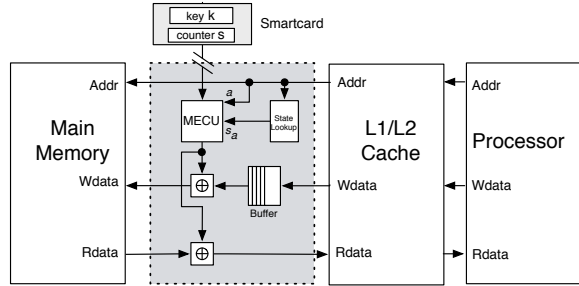 Smartcard
key k
counter s
Addr
a
Addr
Addr
MECU
State
Lookup
s_a
Main
Memory
L1/L2
Cache
Processor
Wdata
⊕
Buffer
Wdata
Wdata
Rdata
⊕
Rdata
Rdata